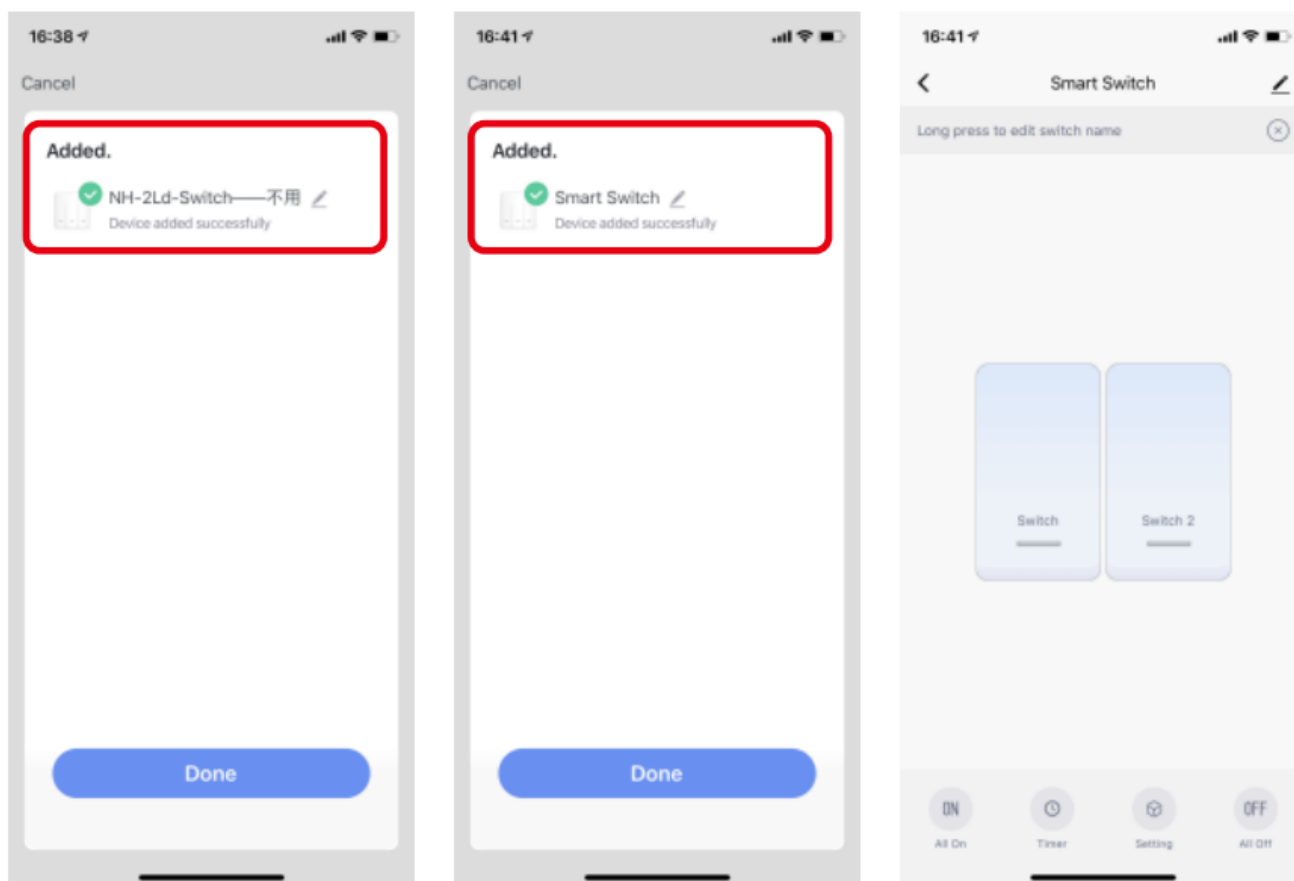 16:38
Cancel
Added.
NH-2Ld-Switch——不用
Device added successfully
Done
16:41
Cancel
Added.
Smart Switch
Device added successfully
Done
16:41
Smart Switch
Long press to edit switch name
Switch
Switch 2
ON
OFF
All On
Timer
Setting
All Off